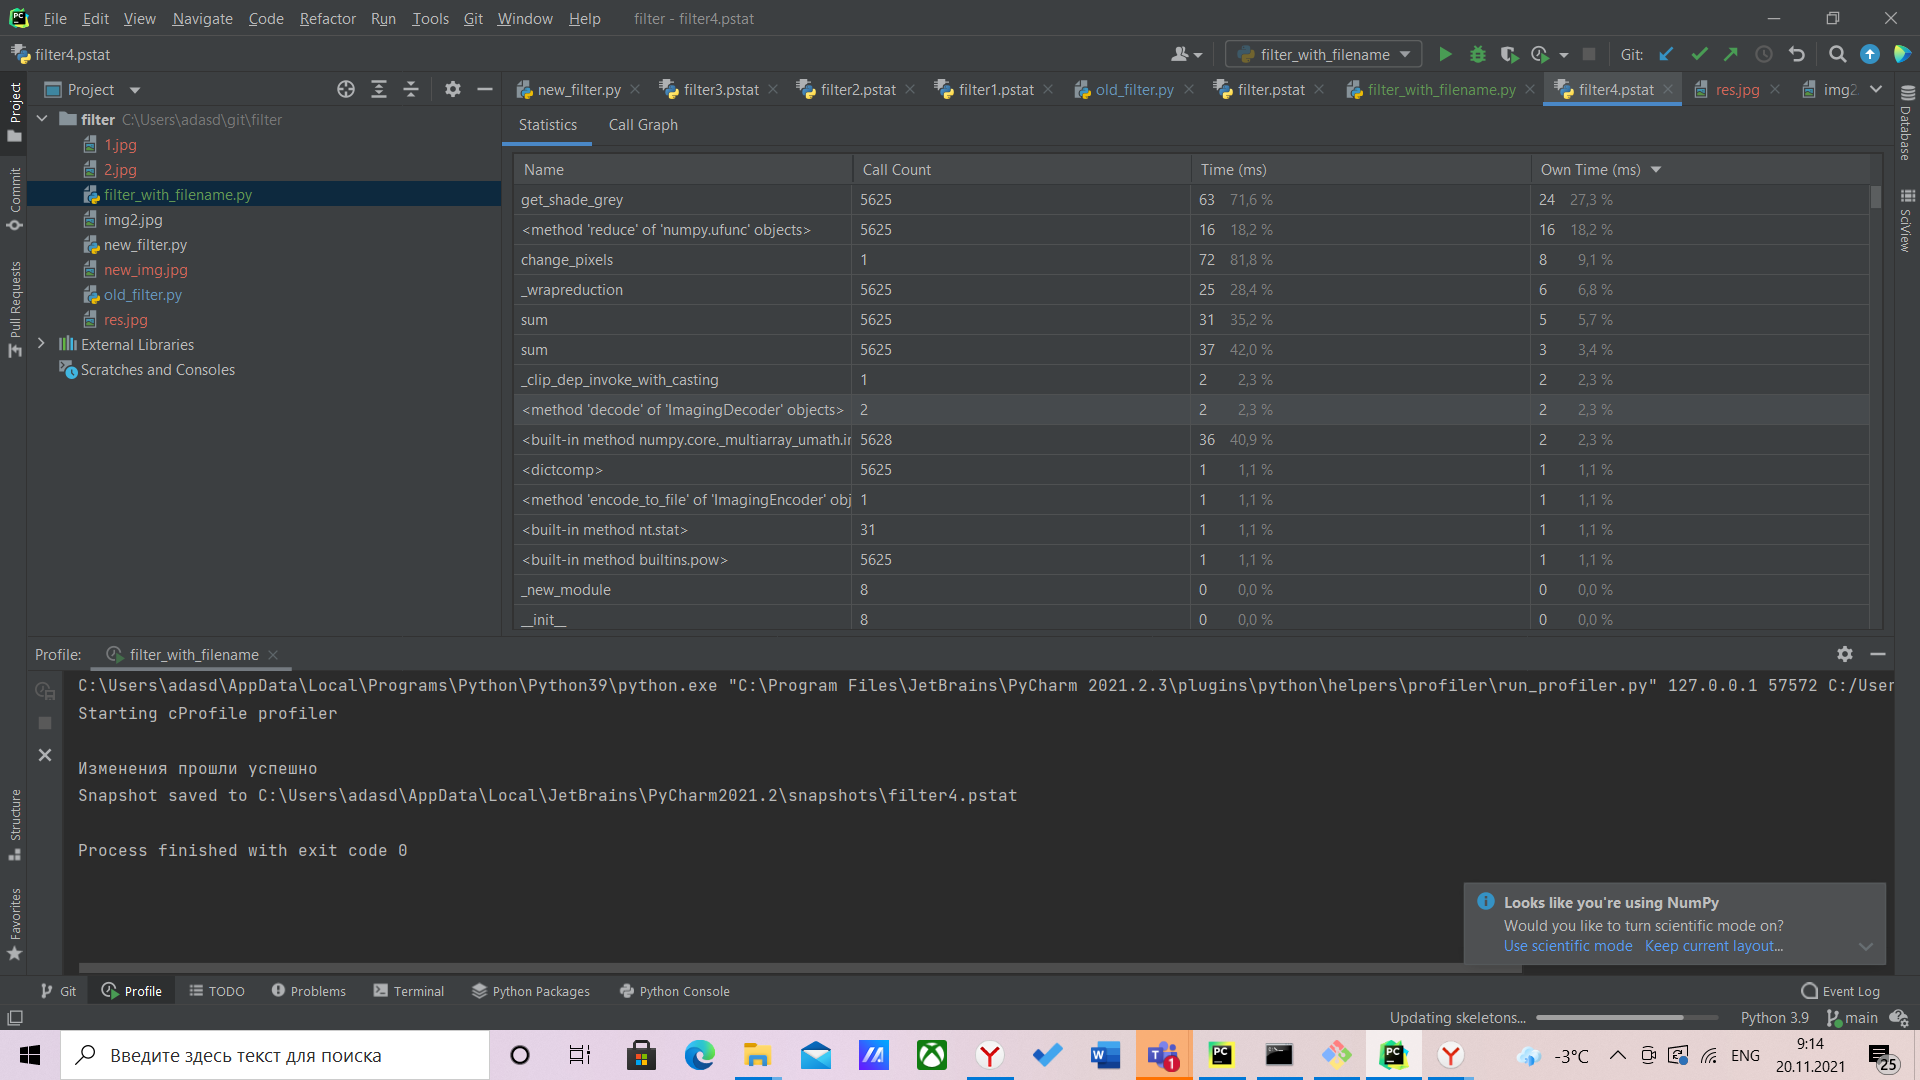 File Edit View Navigate Code Refactor Run Tools Git Window Help filter - filter4.pstat
filter4.pstat filter_with_filename Git:
Project new_filter.py filter3.pstat filter2.pstat filter1.pstat old_filter.py filter.pstat filter_with_filename.py filter4.pstat res.jpg img2
filter C:\Users\adasd\git\filter
1.jpg
2.jpg
filter_with_filename.py
img2.jpg
new_filter.py
new_img.jpg
old_filter.py
res.jpg
External Libraries
Scratches and Consoles
Project
Commit
Pull Requests
Structure
Favorites
Database
SciView
Statistics Call Graph
Name Call Count Time (ms) Own Time (ms)
get_shade_grey 5625 63 71,6 % 24 27,3 %
<method 'reduce' of 'numpy.ufunc' objects> 5625 16 18,2 % 16 18,2 %
change_pixels 1 72 81,8 % 8 9,1 %
_wrapreduction 5625 25 28,4 % 6 6,8 %
sum 5625 31 35,2 % 5 5,7 %
sum 5625 37 42,0 % 3 3,4 %
_clip_dep_invoke_with_casting 1 2 2,3 % 2 2,3 %
<method 'decode' of 'ImagingDecoder' objects> 2 2 2,3 % 2 2,3 %
<built-in method numpy.core._multiarray_umath.ir 5628 36 40,9 % 2 2,3 %
<dictcomp> 5625 1 1,1 % 1 1,1 %
<method 'encode_to_file' of 'ImagingEncoder' obj 1 1 1,1 % 1 1,1 %
<built-in method nt.stat> 31 1 1,1 % 1 1,1 %
<built-in method builtins.pow> 5625 1 1,1 % 1 1,1 %
_new_module 8 0 0,0 % 0 0,0 %
__init__ 8 0 0,0 % 0 0,0 %
Profile: filter_with_filename
C:\Users\adasd\AppData\Local\Programs\Python\Python39\python.exe "C:\Program Files\JetBrains\PyCharm 2021.2.3\plugins\python\helpers\profiler\run_profiler.py" 127.0.0.1 57572 C:/User
Starting cProfile profiler
Изменения прошли успешно
Snapshot saved to C:\Users\adasd\AppData\Local\JetBrains\PyCharm2021.2\snapshots\filter4.pstat
Process finished with exit code 0
Looks like you're using NumPy
Would you like to turn scientific mode on?
Use scientific mode Keep current layout...
Git Profile TODO Problems Terminal Python Packages Python Console Event Log
Updating skeletons... Python 3.9 main
Введите здесь текст для поиска
-3°C ENG 9:14
20.11.2021
25
1